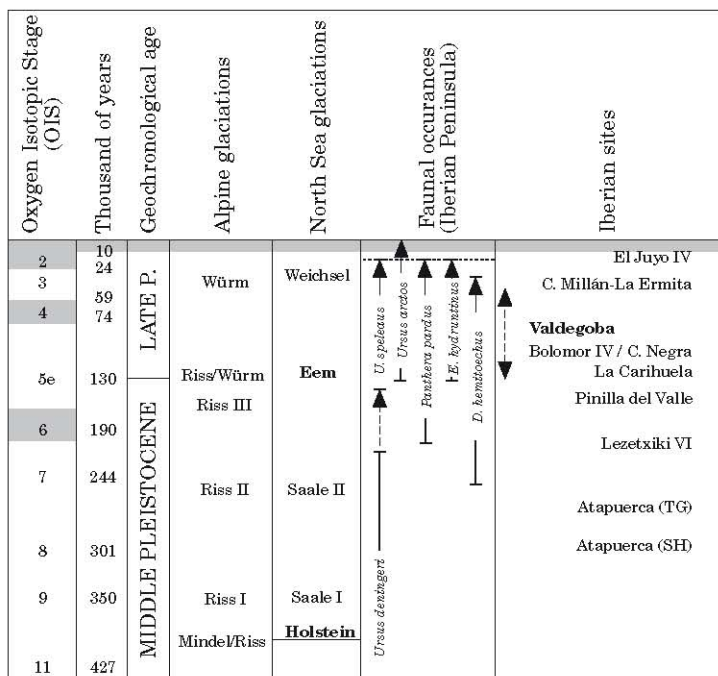 Oxygen Isotopic Stage
(OIS)
Thousand of years
Geochronological age
Alpine glaciations
North Sea glaciations
Faunal occurances
(Iberian Peninsula)
Iberian sites
10
2
24
El Juyo IV
3
Würm
Weichsel
C. Millán-La Ermita
59
4
74
LATE P.
U. speleaus
Ursus arctos
Panthera pardus
E. hydruntinus
D. hemitoechus
Valdegoba
Bolomor IV / C. Negra
5e
130
Riss/Würm
Eem
La Carihuela
Riss III
Pinilla del Valle
6
190
Lezetxiki VI
7
244
Riss II
Saale II
Atapuerca (TG)
8
301
Atapuerca (SH)
MIDDLE PLEISTOCENE
Ursus deningeri
9
350
Riss I
Saale I
Mindel/Riss
Holstein
11
427